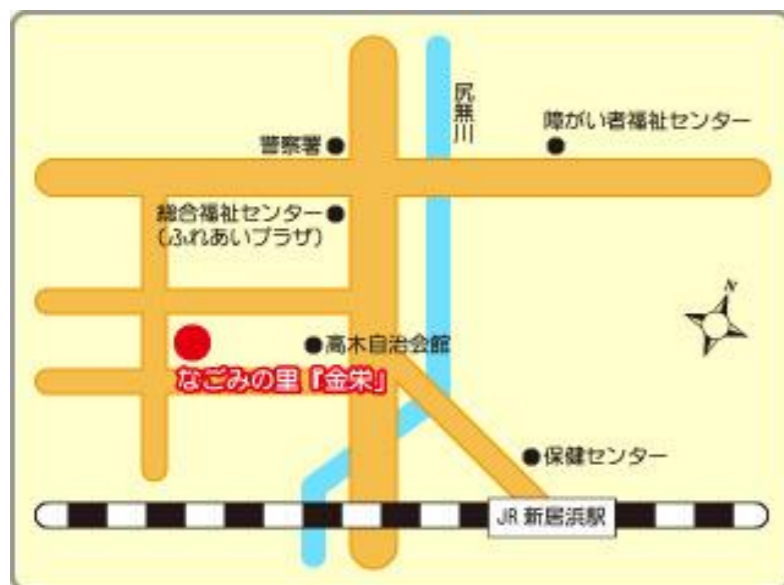 尻無川
障がい者福祉センター
警察署
総合福祉センター
(ふれあいプラザ)
N
高木自治会館
なごみの里『金栄』
保健センター
JR 新居浜駅